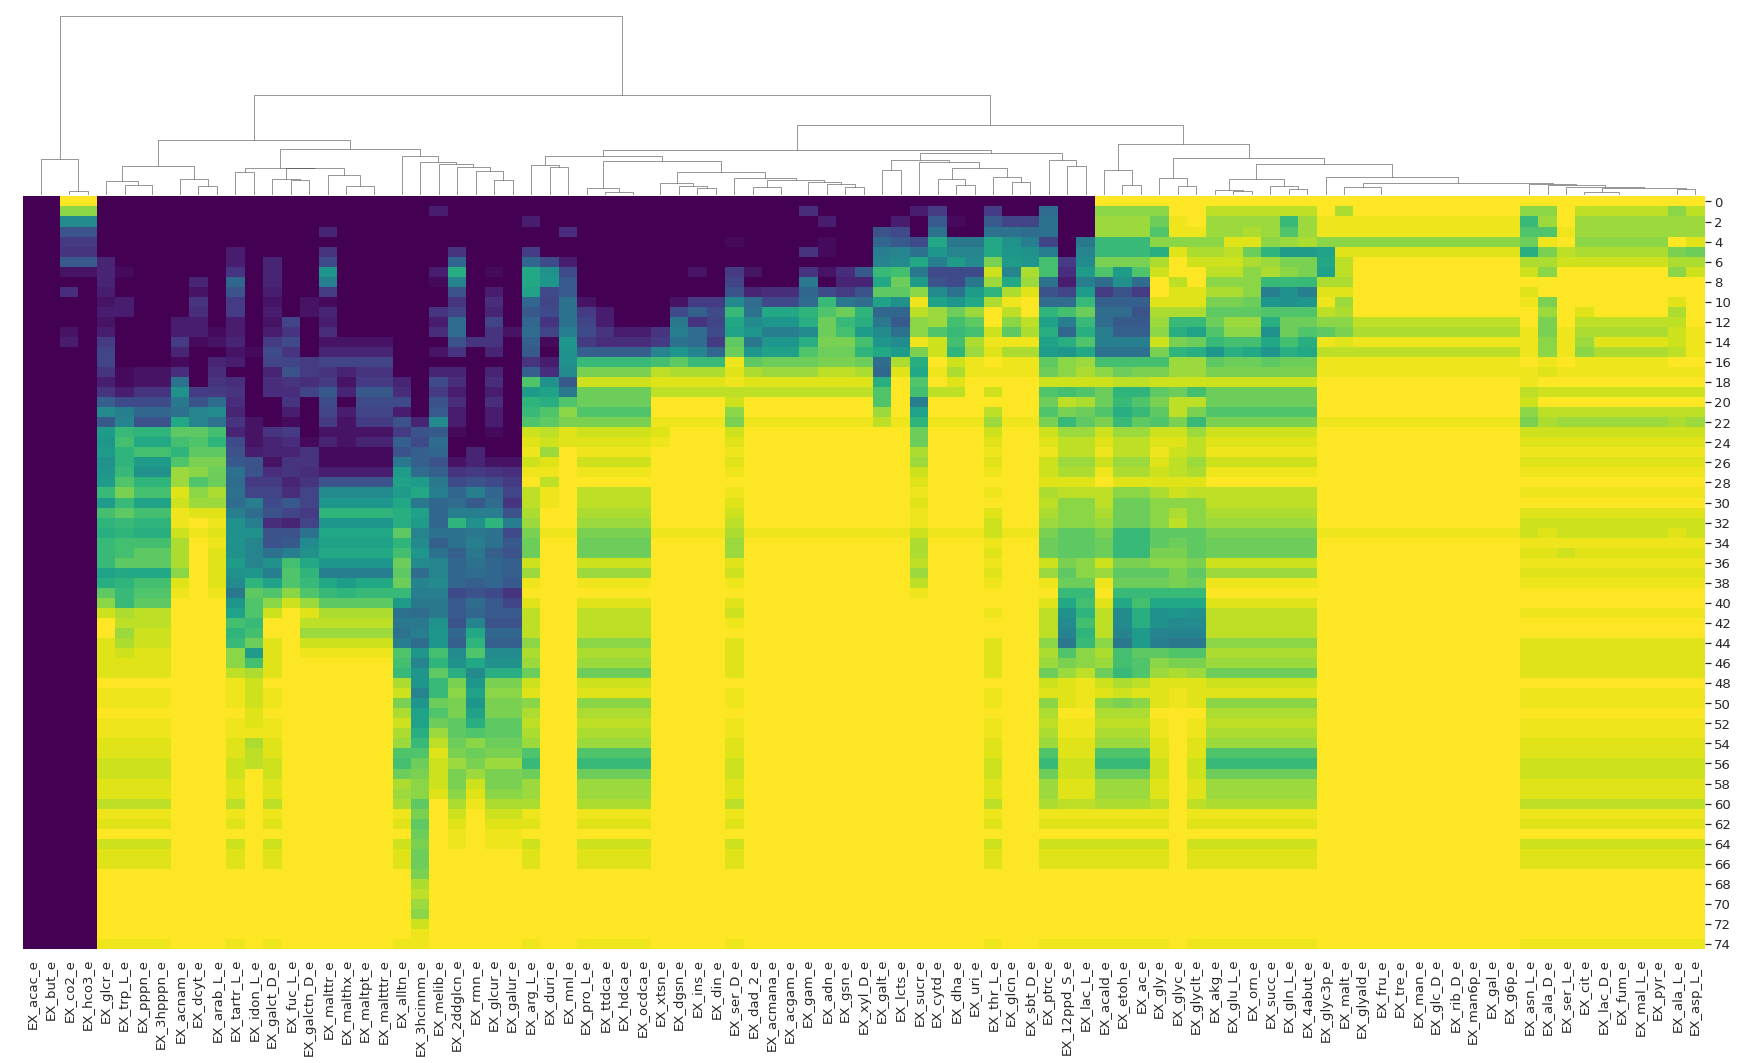 0
2
4
6
8
10
12
14
16
18
20
22
24
26
28
30
32
34
36
38
40
42
44
46
48
50
52
54
56
58
60
62
64
66
68
70
72
74
EX_acac_e
EX_but_e
EX_co2_e
EX_hco3_e
EX_glcr_e
EX_trp_L_e
EX_pppn_e
EX_3hpppn_e
EX_acnam_e
EX_dcyt_e
EX_arab_L_e
EX_tartr_L_e
EX_idon_L_e
EX_galct_D_e
EX_fuc_L_e
EX_galctn_D_e
EX_malttr_e
EX_malthx_e
EX_maltpt_e
EX_maltttr_e
EX_alltn_e
EX_3hcinnm_e
EX_melib_e
EX_2ddglcn_e
EX_rmn_e
EX_glcur_e
EX_galur_e
EX_arg_L_e
EX_duri_e
EX_mnl_e
EX_pro_L_e
EX_ttdca_e
EX_hdca_e
EX_ocdca_e
EX_xtsn_e
EX_dgsn_e
EX_ins_e
EX_din_e
EX_ser_D_e
EX_dad_2_e
EX_acmana_e
EX_acgam_e
EX_gam_e
EX_adn_e
EX_gsn_e
EX_xyl_D_e
EX_galt_e
EX_lcts_e
EX_sucr_e
EX_cytd_e
EX_dha_e
EX_uri_e
EX_thr_L_e
EX_glcn_e
EX_sbt_D_e
EX_ptrc_e
EX_12ppd_S_e
EX_lac_L_e
EX_acald_e
EX_etoh_e
EX_ac_e
EX_gly_e
EX_glyc_e
EX_glyclt_e
EX_akg_e
EX_glu_L_e
EX_orn_e
EX_succ_e
EX_gln_L_e
EX_4abut_e
EX_glyc3p_e
EX_malt_e
EX_glyald_e
EX_fru_e
EX_tre_e
EX_man_e
EX_glc_D_e
EX_rib_D_e
EX_man6p_e
EX_gal_e
EX_g6p_e
EX_asn_L_e
EX_ala_D_e
EX_ser_L_e
EX_cit_e
EX_lac_D_e
EX_fum_e
EX_mal_L_e
EX_pyr_e
EX_ala_L_e
EX_asp_L_e